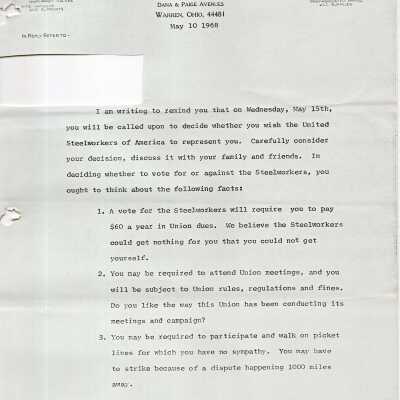 Dana & Paige Avenues
Warren, Ohio, 44481
May 10 1968
In Reply Refer to -
I am writing to remind you that on Wednesday, May 15th,
you will be called upon to decide whether you wish the United
Steelworkers of America to represent you. Carefully consider
your decision, discuss it with your family and friends. In
deciding whether to vote for or against the Steelworkers, you
ought to think about the following facts:
1. A vote for the Steelworkers will require you to pay
$60 a year in Union dues. We believe the Steelworkers
could get nothing for you that you could not get
yourself.
2. You may be required to attend Union meetings, and you
will be subject to Union rules, regulations and fines.
Do you like the way this Union has been conducting its
meetings and campaign?
3. You may be required to participate and walk on picket
lines for which you have no sympathy. You may have
to strike because of a dispute happening 1000 miles
away.